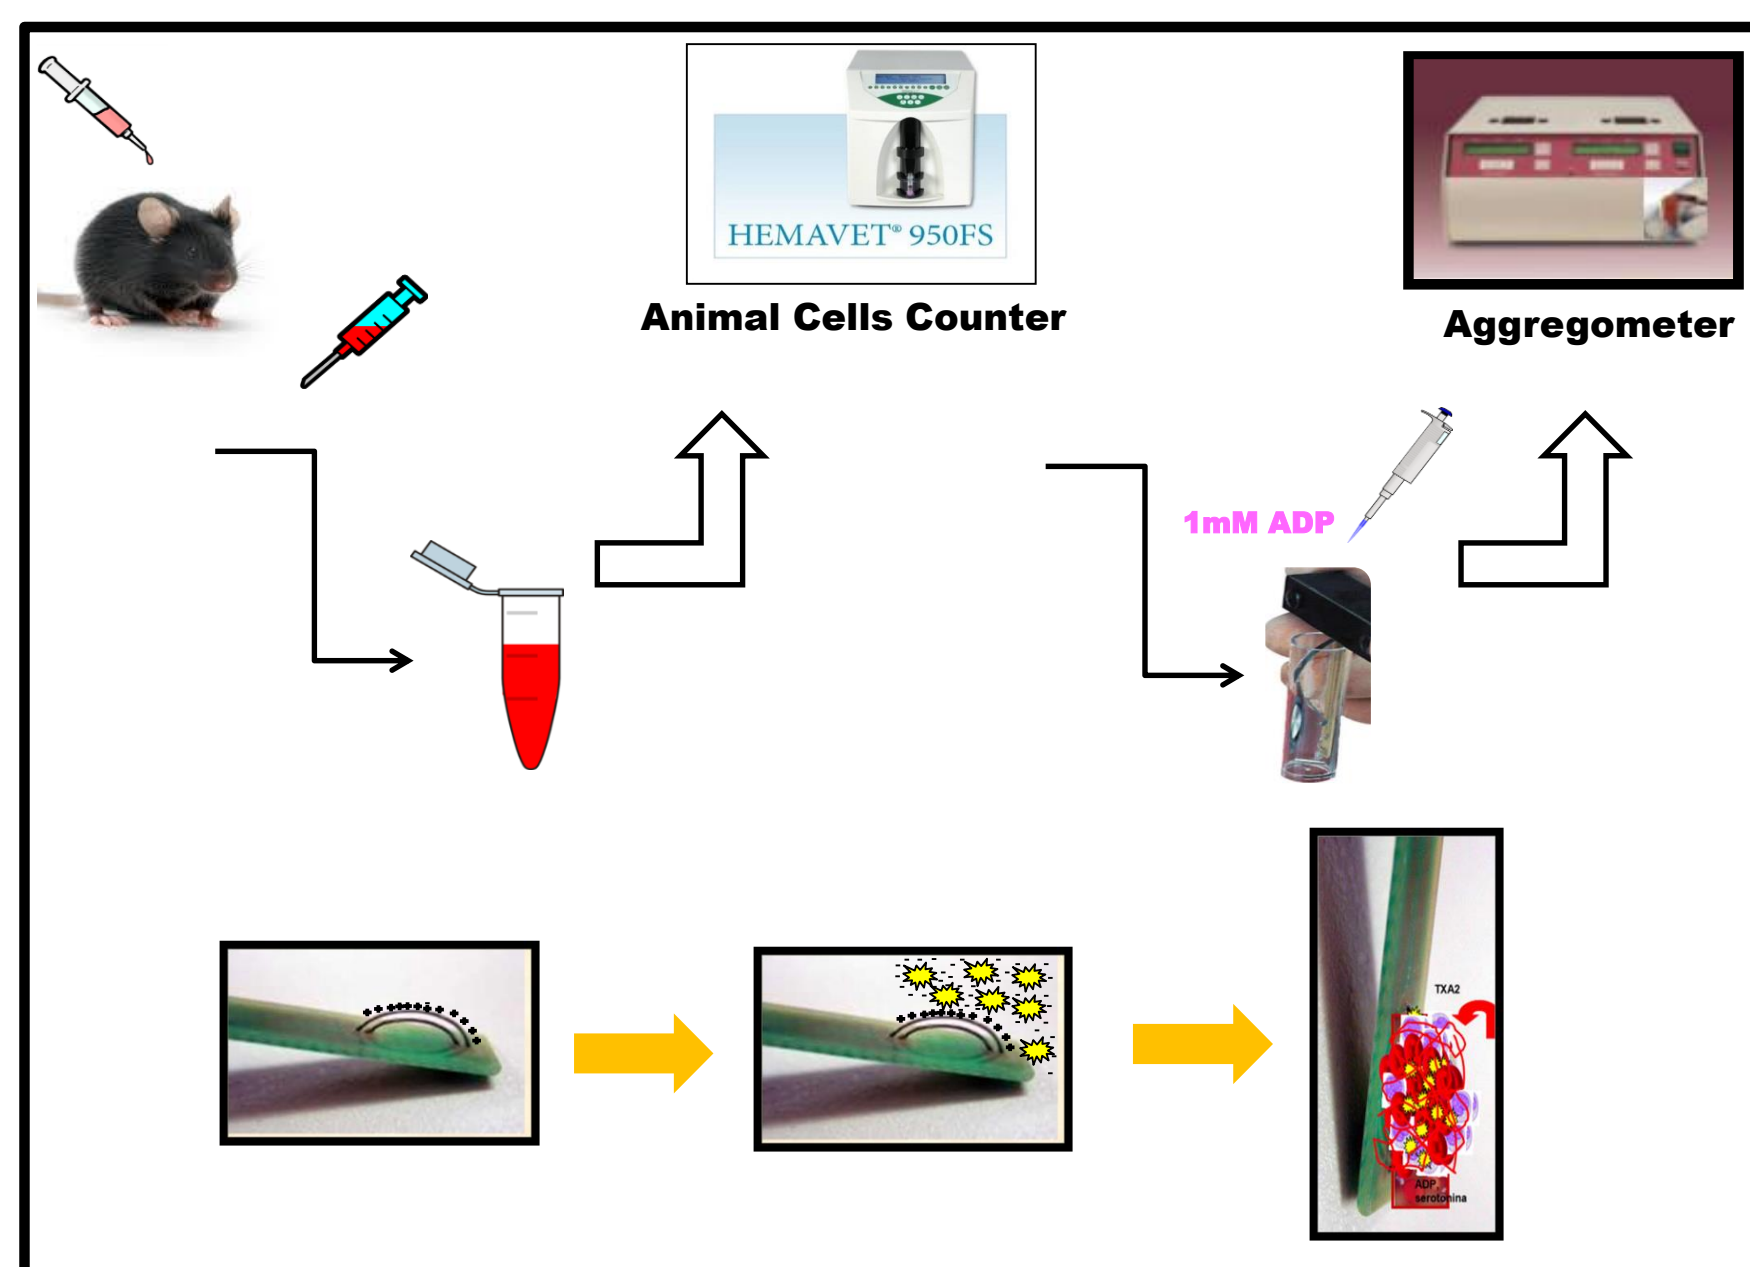 HEMAVET® 950FS
Animal Cells Counter
Aggregometer
1mM ADP
TXA2
ADP,
serotonina